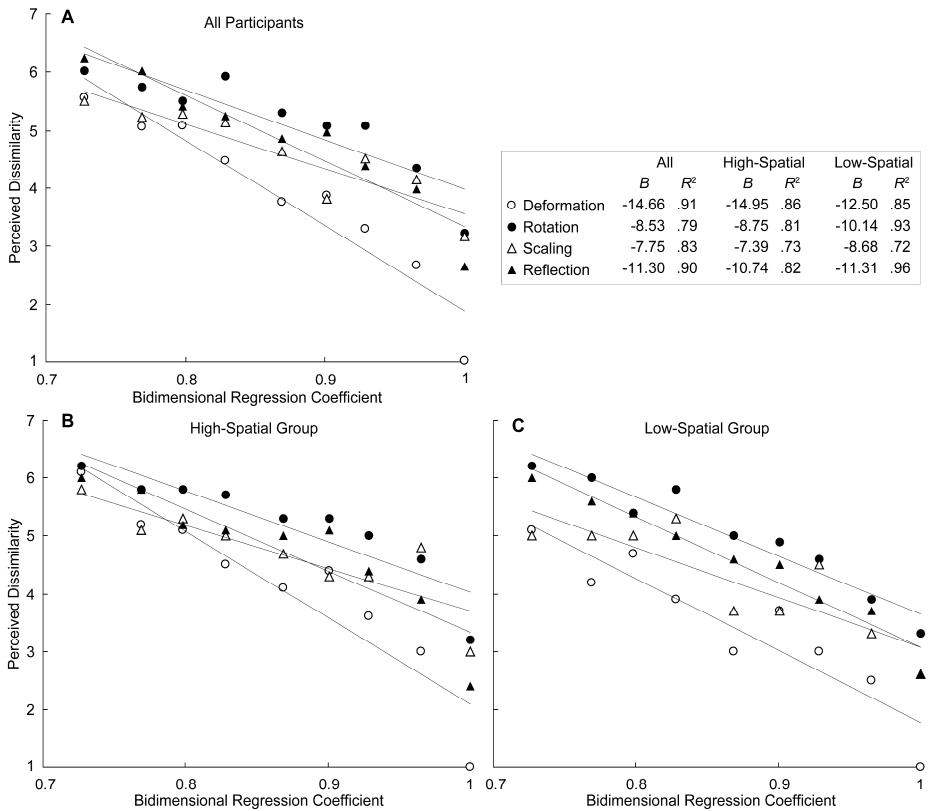 A
All Participants
7
6
5
4
3
2
1
Perceived Dissimilarity
0.7 0.8 0.9 1
Bidimensional Regression Coefficient
All High-Spatial Low-Spatial
B R² B R² B R²
Deformation -14.66 .91 -14.95 .86 -12.50 .85
Rotation -8.53 .79 -8.75 .81 -10.14 .93
Scaling -7.75 .83 -7.39 .73 -8.68 .72
Reflection -11.30 .90 -10.74 .82 -11.31 .96
B
High-Spatial Group
7
6
5
4
3
2
1
Perceived Dissimilarity
0.7 0.8 0.9 1
Bidimensional Regression Coefficient
C
Low-Spatial Group
0.7 0.8 0.9 1
Bidimensional Regression Coefficient